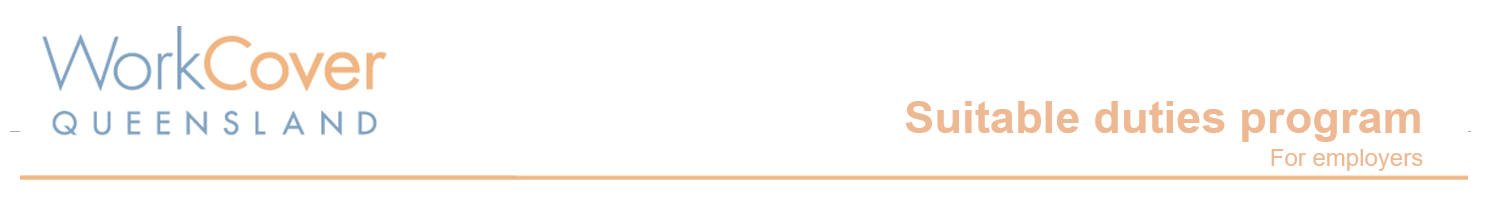 WorkCover
QUEENSLAND
Suitable duties program
For employers